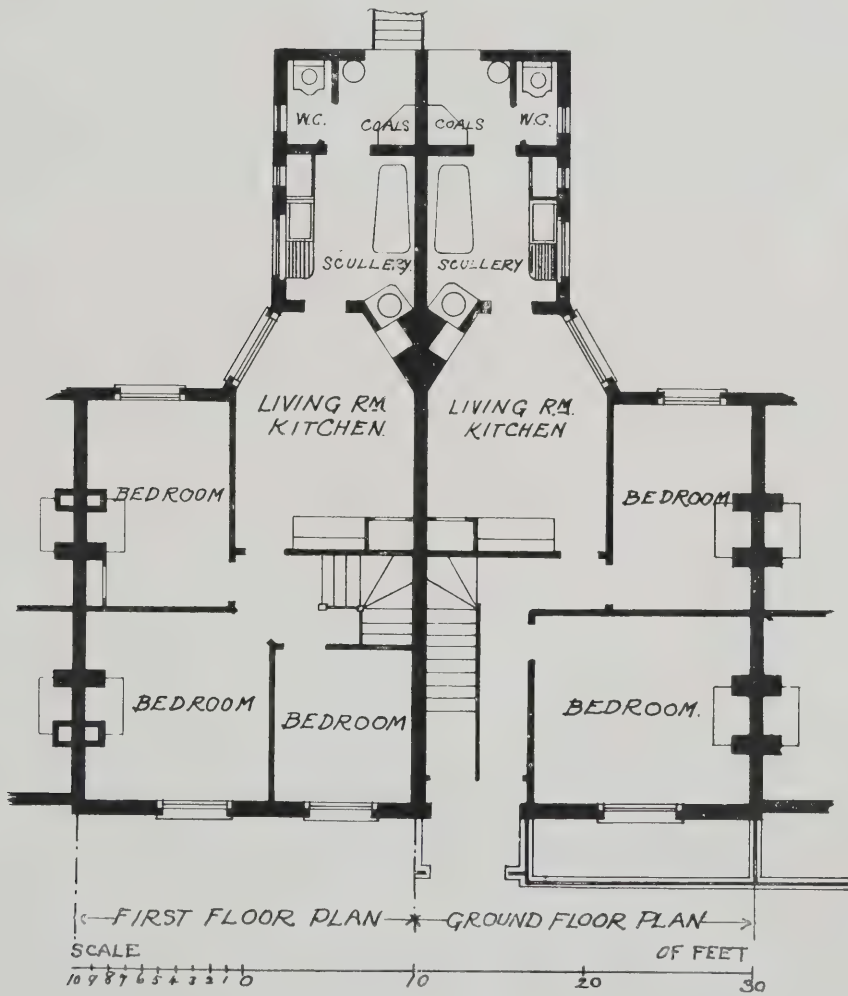 W.C. COALS COALS W.C.
SCULLERY. SCULLERY
LIVING RM. LIVING RM.
KITCHEN. KITCHEN
BEDROOM BEDROOM
BEDROOM BEDROOM BEDROOM.
FIRST FLOOR PLAN GROUND FLOOR PLAN
SCALE OF FEET
10 9 8 7 6 5 4 3 2 1 0 10 20 30